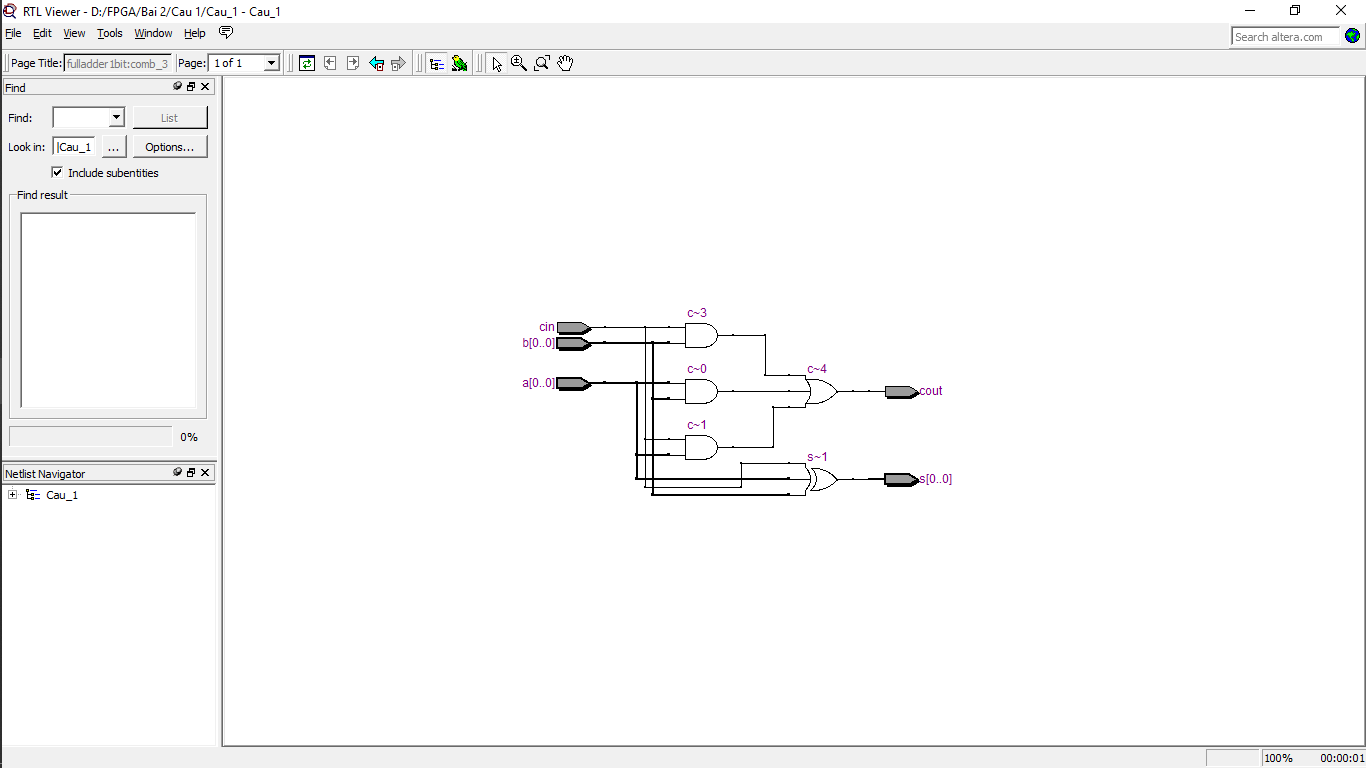 RTL Viewer - D:/FPGA/Bai 2/Cau 1/Cau_1 - Cau_1
File Edit View Tools Window Help
Search altera.com
Page Title: fulladder1bit:comb_3 Page: 1 of 1
Find
Find: List
Look in: |Cau_1 ... Options...
Include subentities
Find result
0%
Netlist Navigator
Cau_1
c~3
cin
b[0..0]
c~0
c~4
a[0..0]
cout
c~1
s~1
s[0..0]
100% 00:00:01